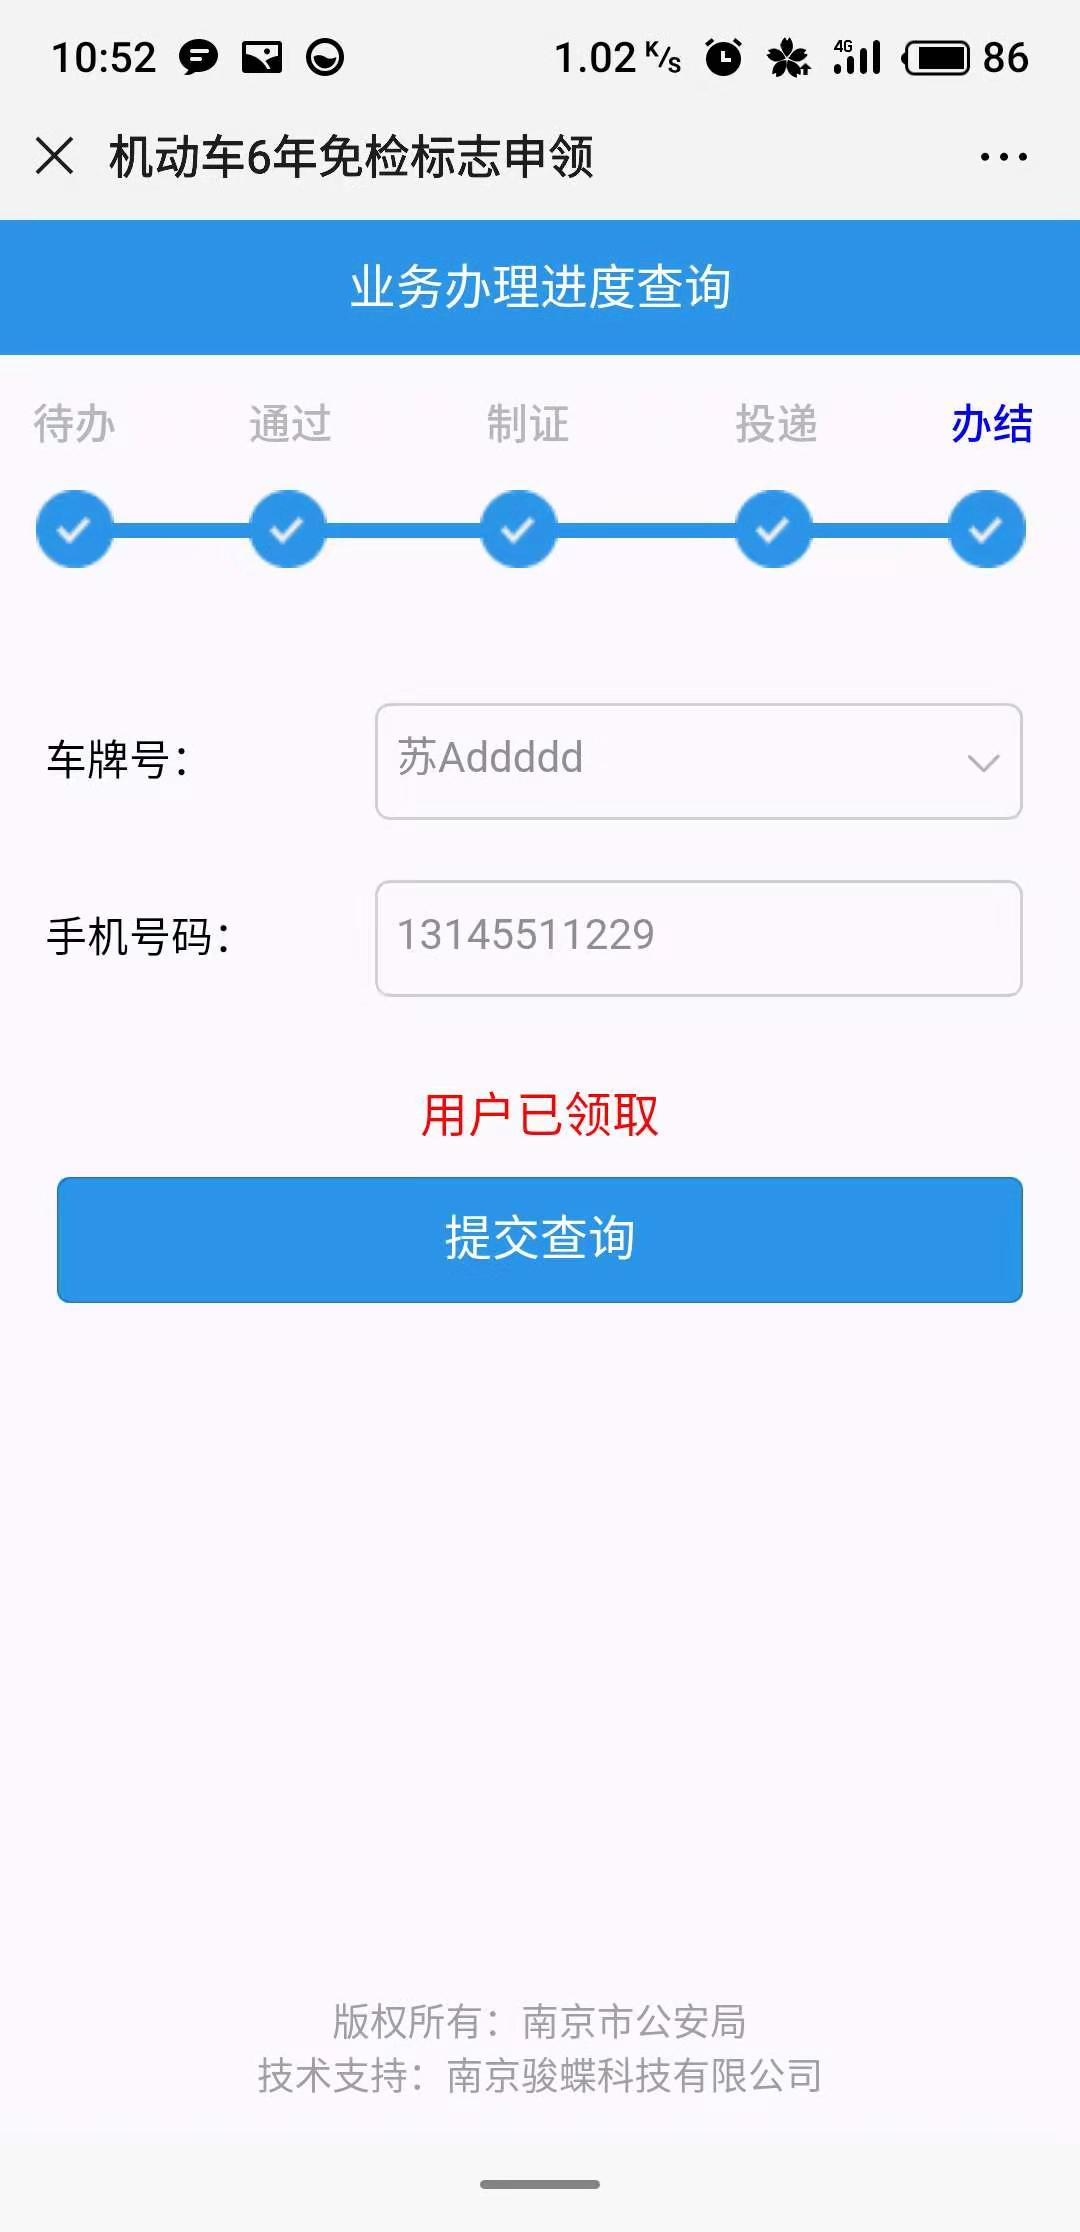 10:52 1.02 K/s 4G 86
机动车6年免检标志申领
业务办理进度查询
待办 通过 制证 投递 办结
车牌号： 苏Addddd
手机号码： 13145511229
用户已领取
提交查询
版权所有：南京市公安局
技术支持：南京骏蝶科技有限公司